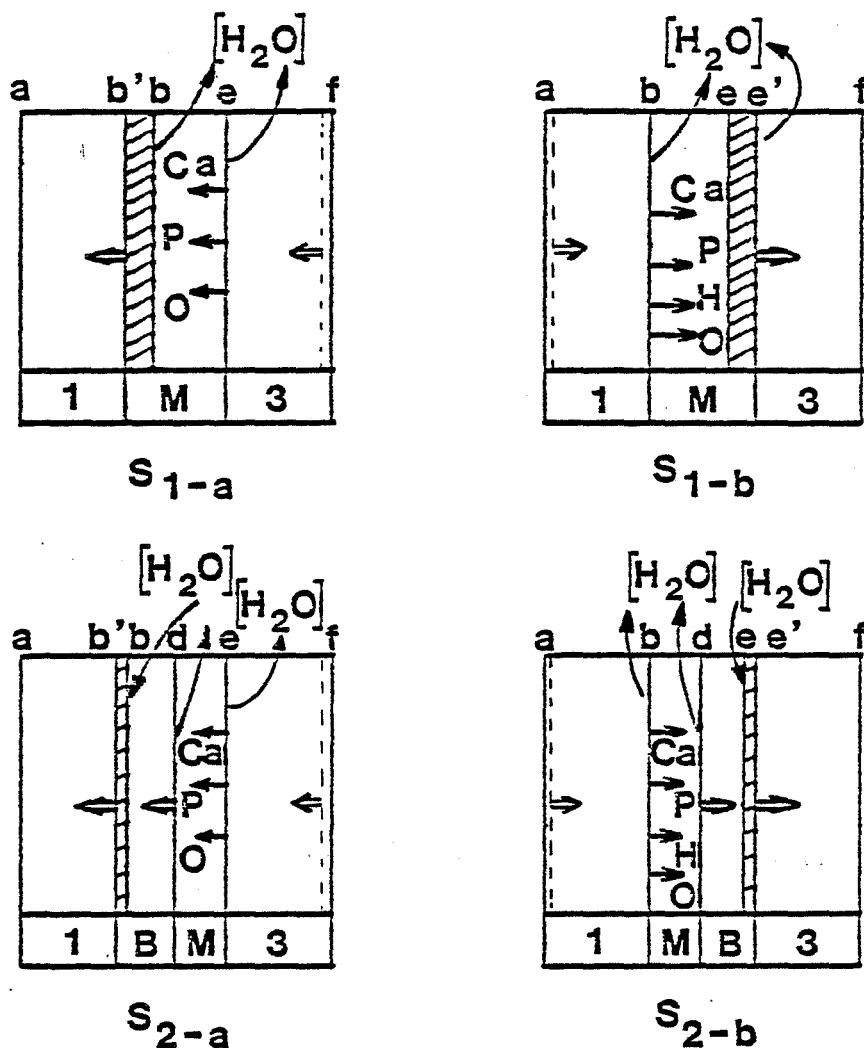 [H2O]
a b' b e f
Ca
P
O
1 M 3
S1-a
[H2O]
a b e e' f
Ca
P
H
O
1 M 3
S1-b
[H2O]
[H2O]
a b' b d e f
Ca
P
O
1 B M 3
S2-a
[H2O] [H2O]
a b d e e' f
Ca
P
H
O
1 M B 3
S2-b